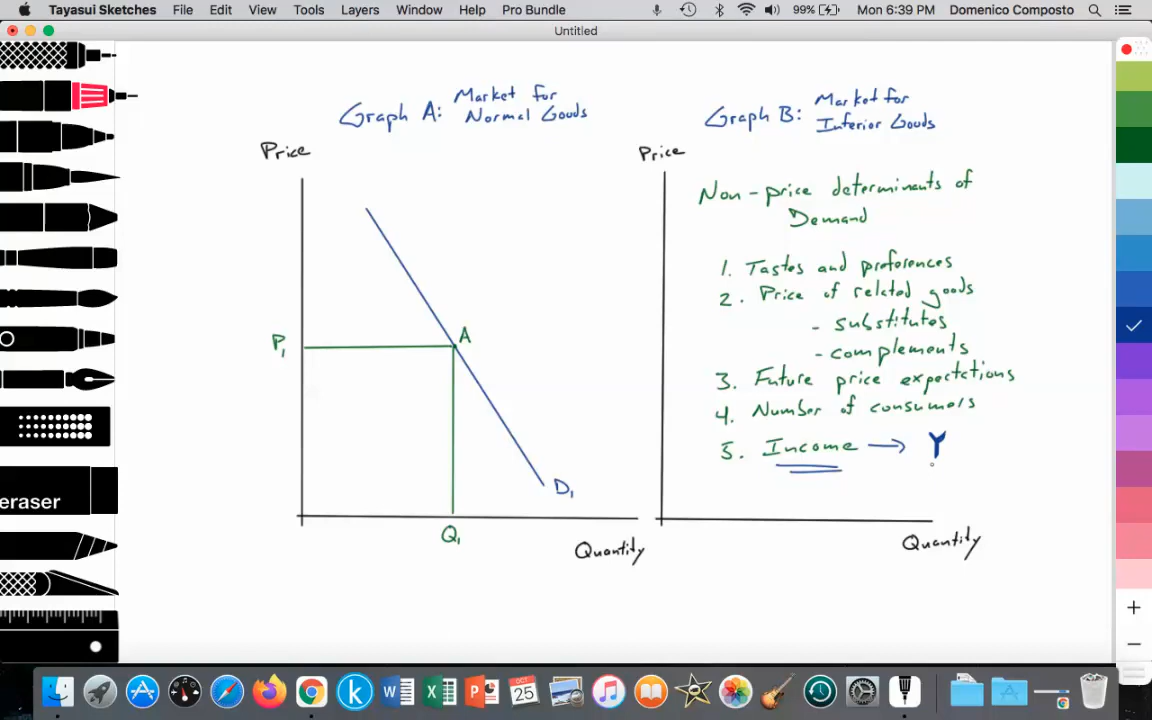 Tayasui Sketches File Edit View Tools Layers Window Help Pro Bundle 99% Mon 6:39 PM Domenico Composto
Untitled
Graph A: Market for
Normal Goods
Graph B: Market for
Inferior Goods
Price
Price
Non-price determinants of
Demand
1. Tastes and preferences
2. Price of related goods
- substitutes
- complements
3. Future price expectations
4. Number of consumers
5. Income → Y
P1
A
D1
Q1
Quantity
Quantity
eraser
OCT
25